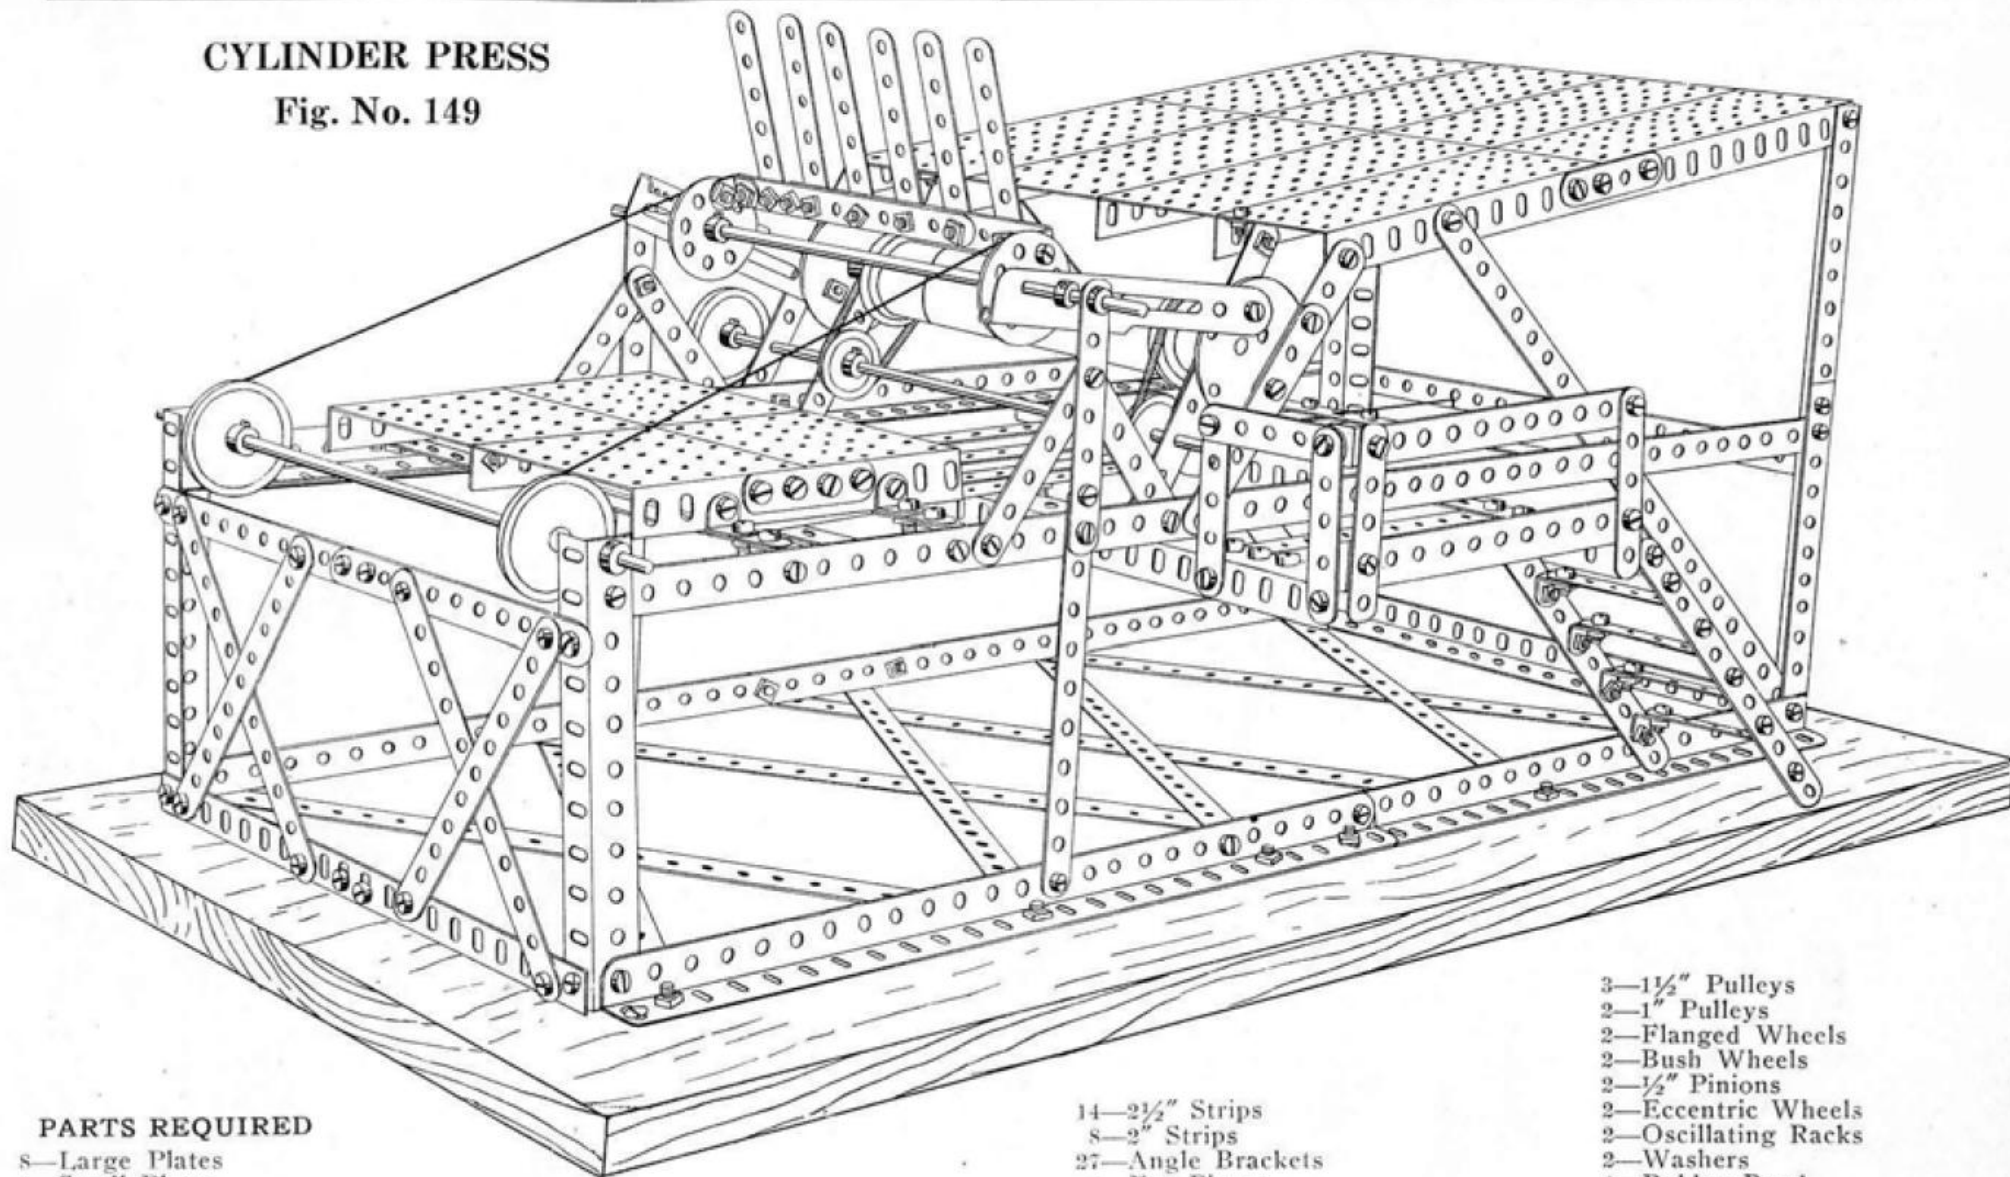 CYLINDER PRESS
Fig. No. 149
PARTS REQUIRED
8—Large Plates
14—2½″ Strips
8—2″ Strips
27—Angle Brackets
3—1½″ Pulleys
2—1″ Pulleys
2—Flanged Wheels
2—Bush Wheels
2—½″ Pinions
2—Eccentric Wheels
2—Oscillating Racks
2—Washers